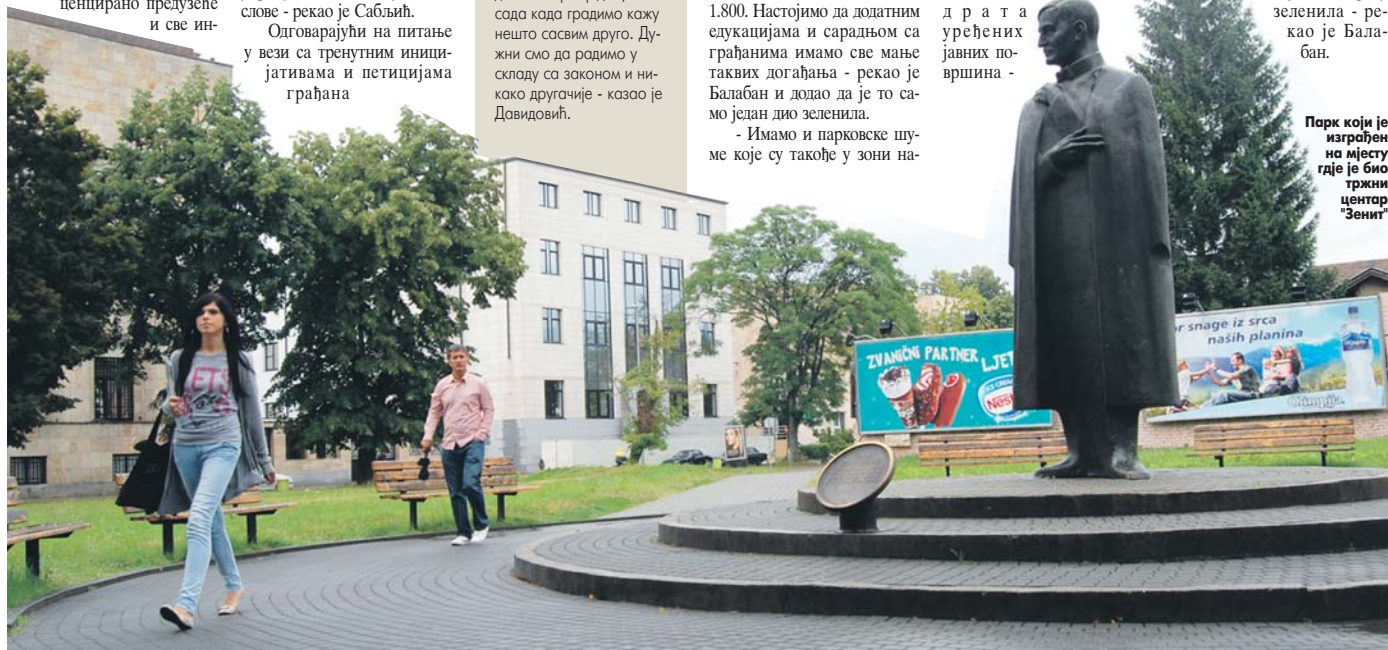 ценцирано предузеће
и све ин-
слове - рекао је Сабљић.
Одговарајући на питање
у вези са тренутним иници-
јативама и петицијама
грађана
сада када градимо кажу
нешто сасвим друго. Ду-
жни смо да радимо у
складу са законом и ни-
како другачије - казао је
Давидовић.
1.800. Настојимо да додатним
едукацијама и сарадњом са
грађанима имамо све мање
таквих догађања - рекао је
Балабан и додао да је то са-
мо један дио зеленила.
- Имамо и парковске шу-
ме које су такође у зони на-
д р а т а
уређених
јавних по-
вршина -
зеленила - ре-
као је Бала-
бан.
Парк који је
изграђен
на мјесту
гдје је био
тржни
центар
"Зенит"
LETS
ZVANIČNI PARTNER LJET
Nes
or snage iz srca
naših planina
Olimpija